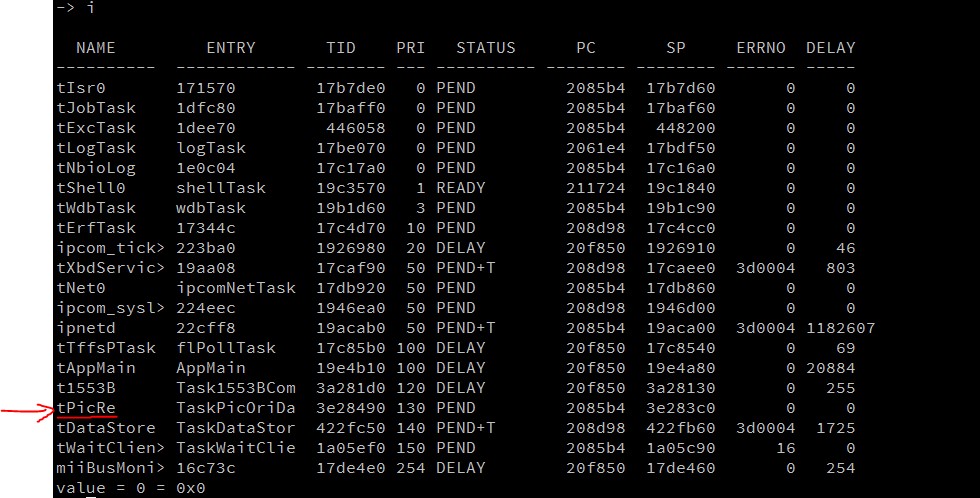 -> i
NAME ENTRY TID PRI STATUS PC SP ERRNO DELAY
---------- ------------ -------- --- ---------- -------- -------- ------- -----
tIsr0 171570 17b7de0 0 PEND 2085b4 17b7d60 0 0
tJobTask 1dfc80 17baff0 0 PEND 2085b4 17baf60 0 0
tExcTask 1dee70 446058 0 PEND 2085b4 448200 0 0
tLogTask logTask 17be070 0 PEND 2061e4 17bdf50 0 0
tNbioLog 1e0c04 17c17a0 0 PEND 2085b4 17c16a0 0 0
tShell0 shellTask 19c3570 1 READY 211724 19c1840 0 0
tWdbTask wdbTask 19b1d60 3 PEND 2085b4 19b1c90 0 0
tErfTask 17344c 17c4d70 10 PEND 208d98 17c4cc0 0 0
ipcom_tick> 223ba0 1926980 20 DELAY 20f850 1926910 0 46
tXbdServic> 19aa08 17caf90 50 PEND+T 208d98 17caee0 3d0004 803
tNet0 ipcomNetTask 17db920 50 PEND 2085b4 17db860 0 0
ipcom_sysl> 224eec 1946ea0 50 PEND 208d98 1946d00 0 0
ipnetd 22cff8 19acab0 50 PEND+T 2085b4 19aca00 3d0004 1182607
tTffsPTask flPollTask 17c85b0 100 DELAY 20f850 17c8540 0 69
tAppMain AppMain 19e4b10 100 DELAY 20f850 19e4a80 0 20884
t1553B Task1553BCom 3a281d0 120 DELAY 20f850 3a28130 0 255
tPicRe TaskPicOriDa 3e28490 130 PEND 2085b4 3e283c0 0 0
tDataStore TaskDataStor 422fc50 140 PEND+T 208d98 422fb60 3d0004 1725
tWaitClien> TaskWaitClie 1a05ef0 150 PEND 2085b4 1a05c90 16 0
miiBusMoni> 16c73c 17de4e0 254 DELAY 20f850 17de460 0 254
value = 0 = 0x0